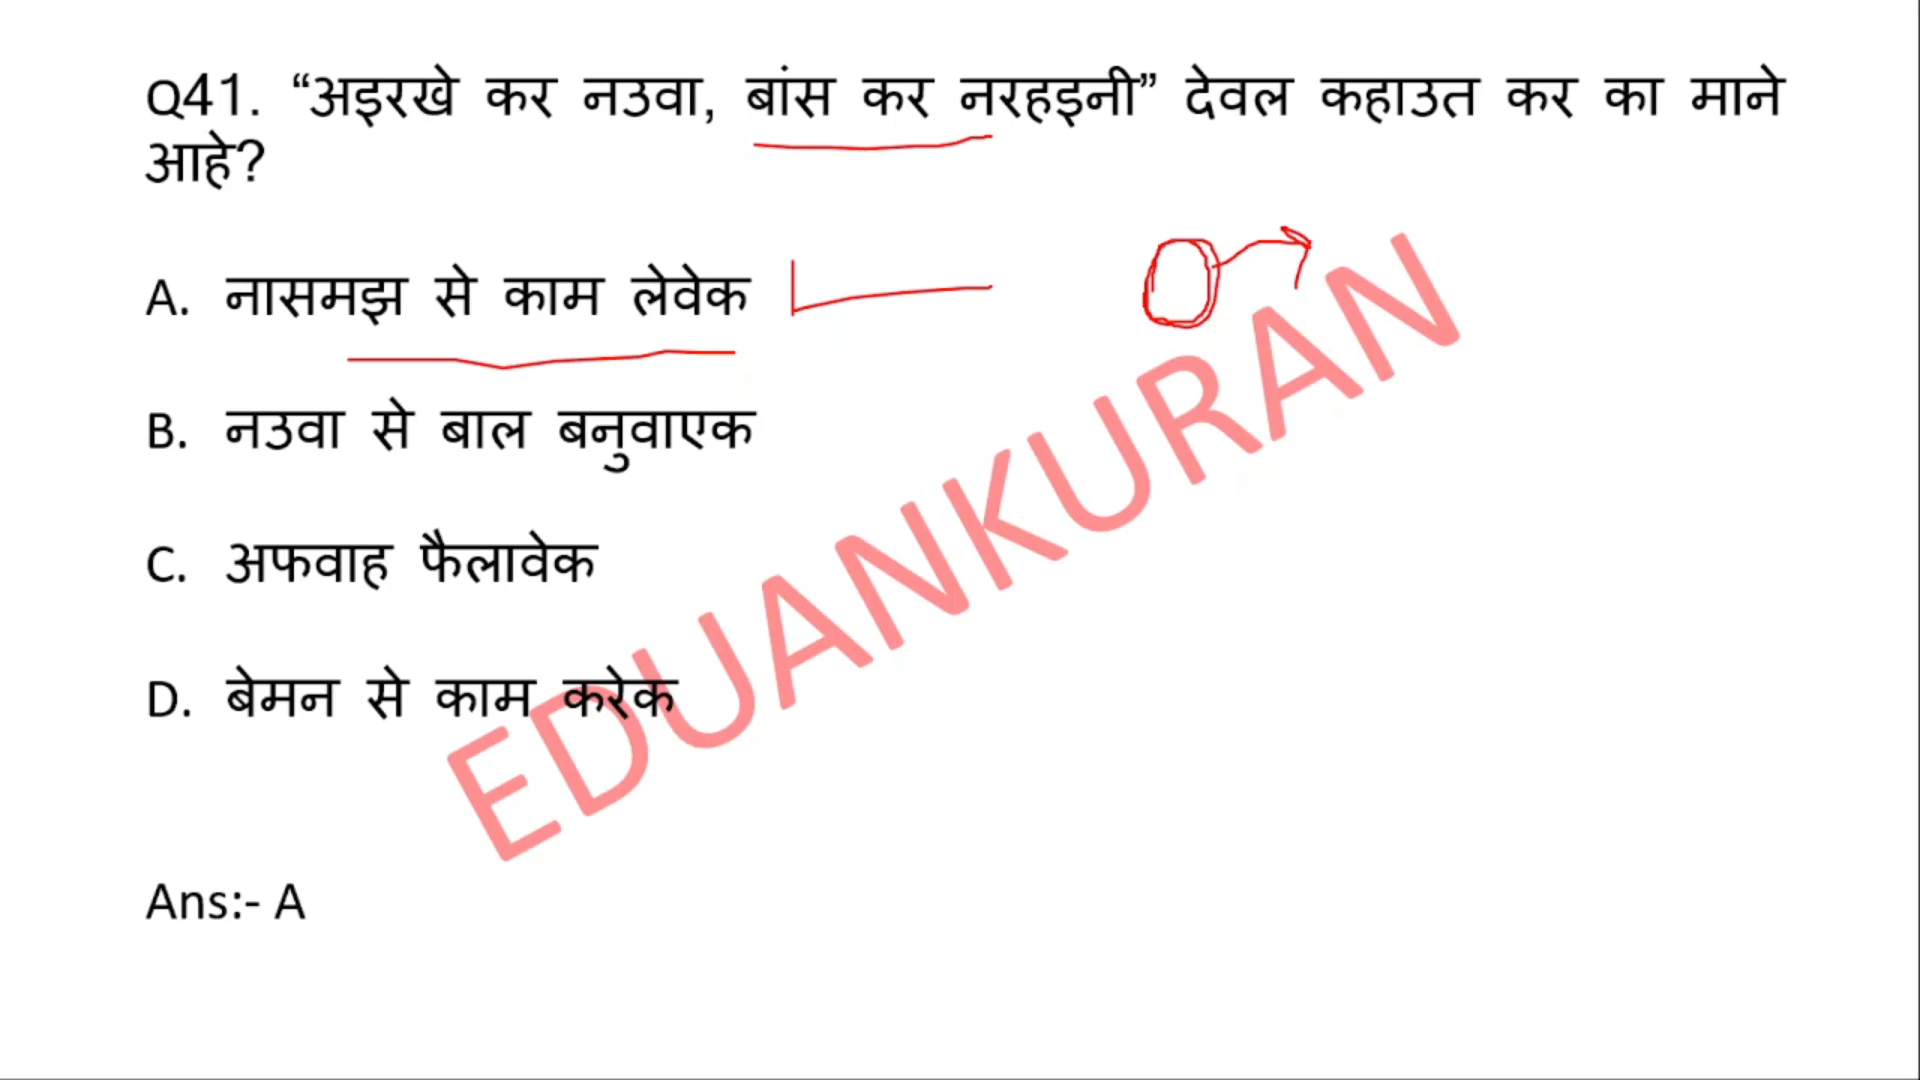 Q41. “अइरखे कर नउवा, बांस कर नरहइनी” देवल कहाउत कर का माने
आहे?
A. नासमझ से काम लेवेक
B. नउवा से बाल बनुवाएक
C. अफवाह फैलावेक
D. बेमन से काम करेक
EDUANKURAN
Ans:- A